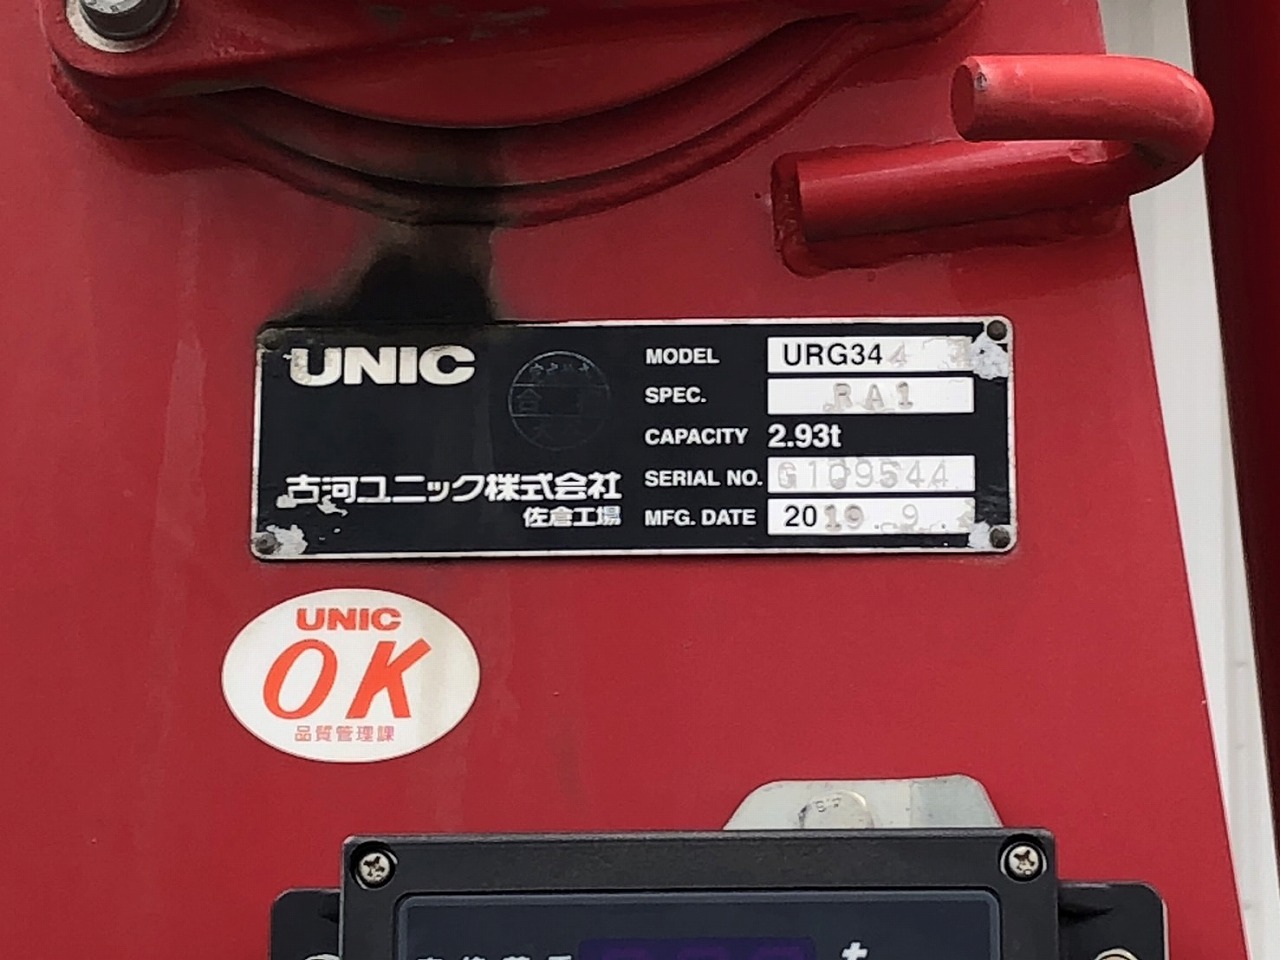 UNIC
MODEL URG344
SPEC. RA1
CAPACITY 2.93t
古河ユニック株式会社
SERIAL NO. G109544
佐倉工場
MFG. DATE 2019. 9.
UNIC
OK
品質管理課
t